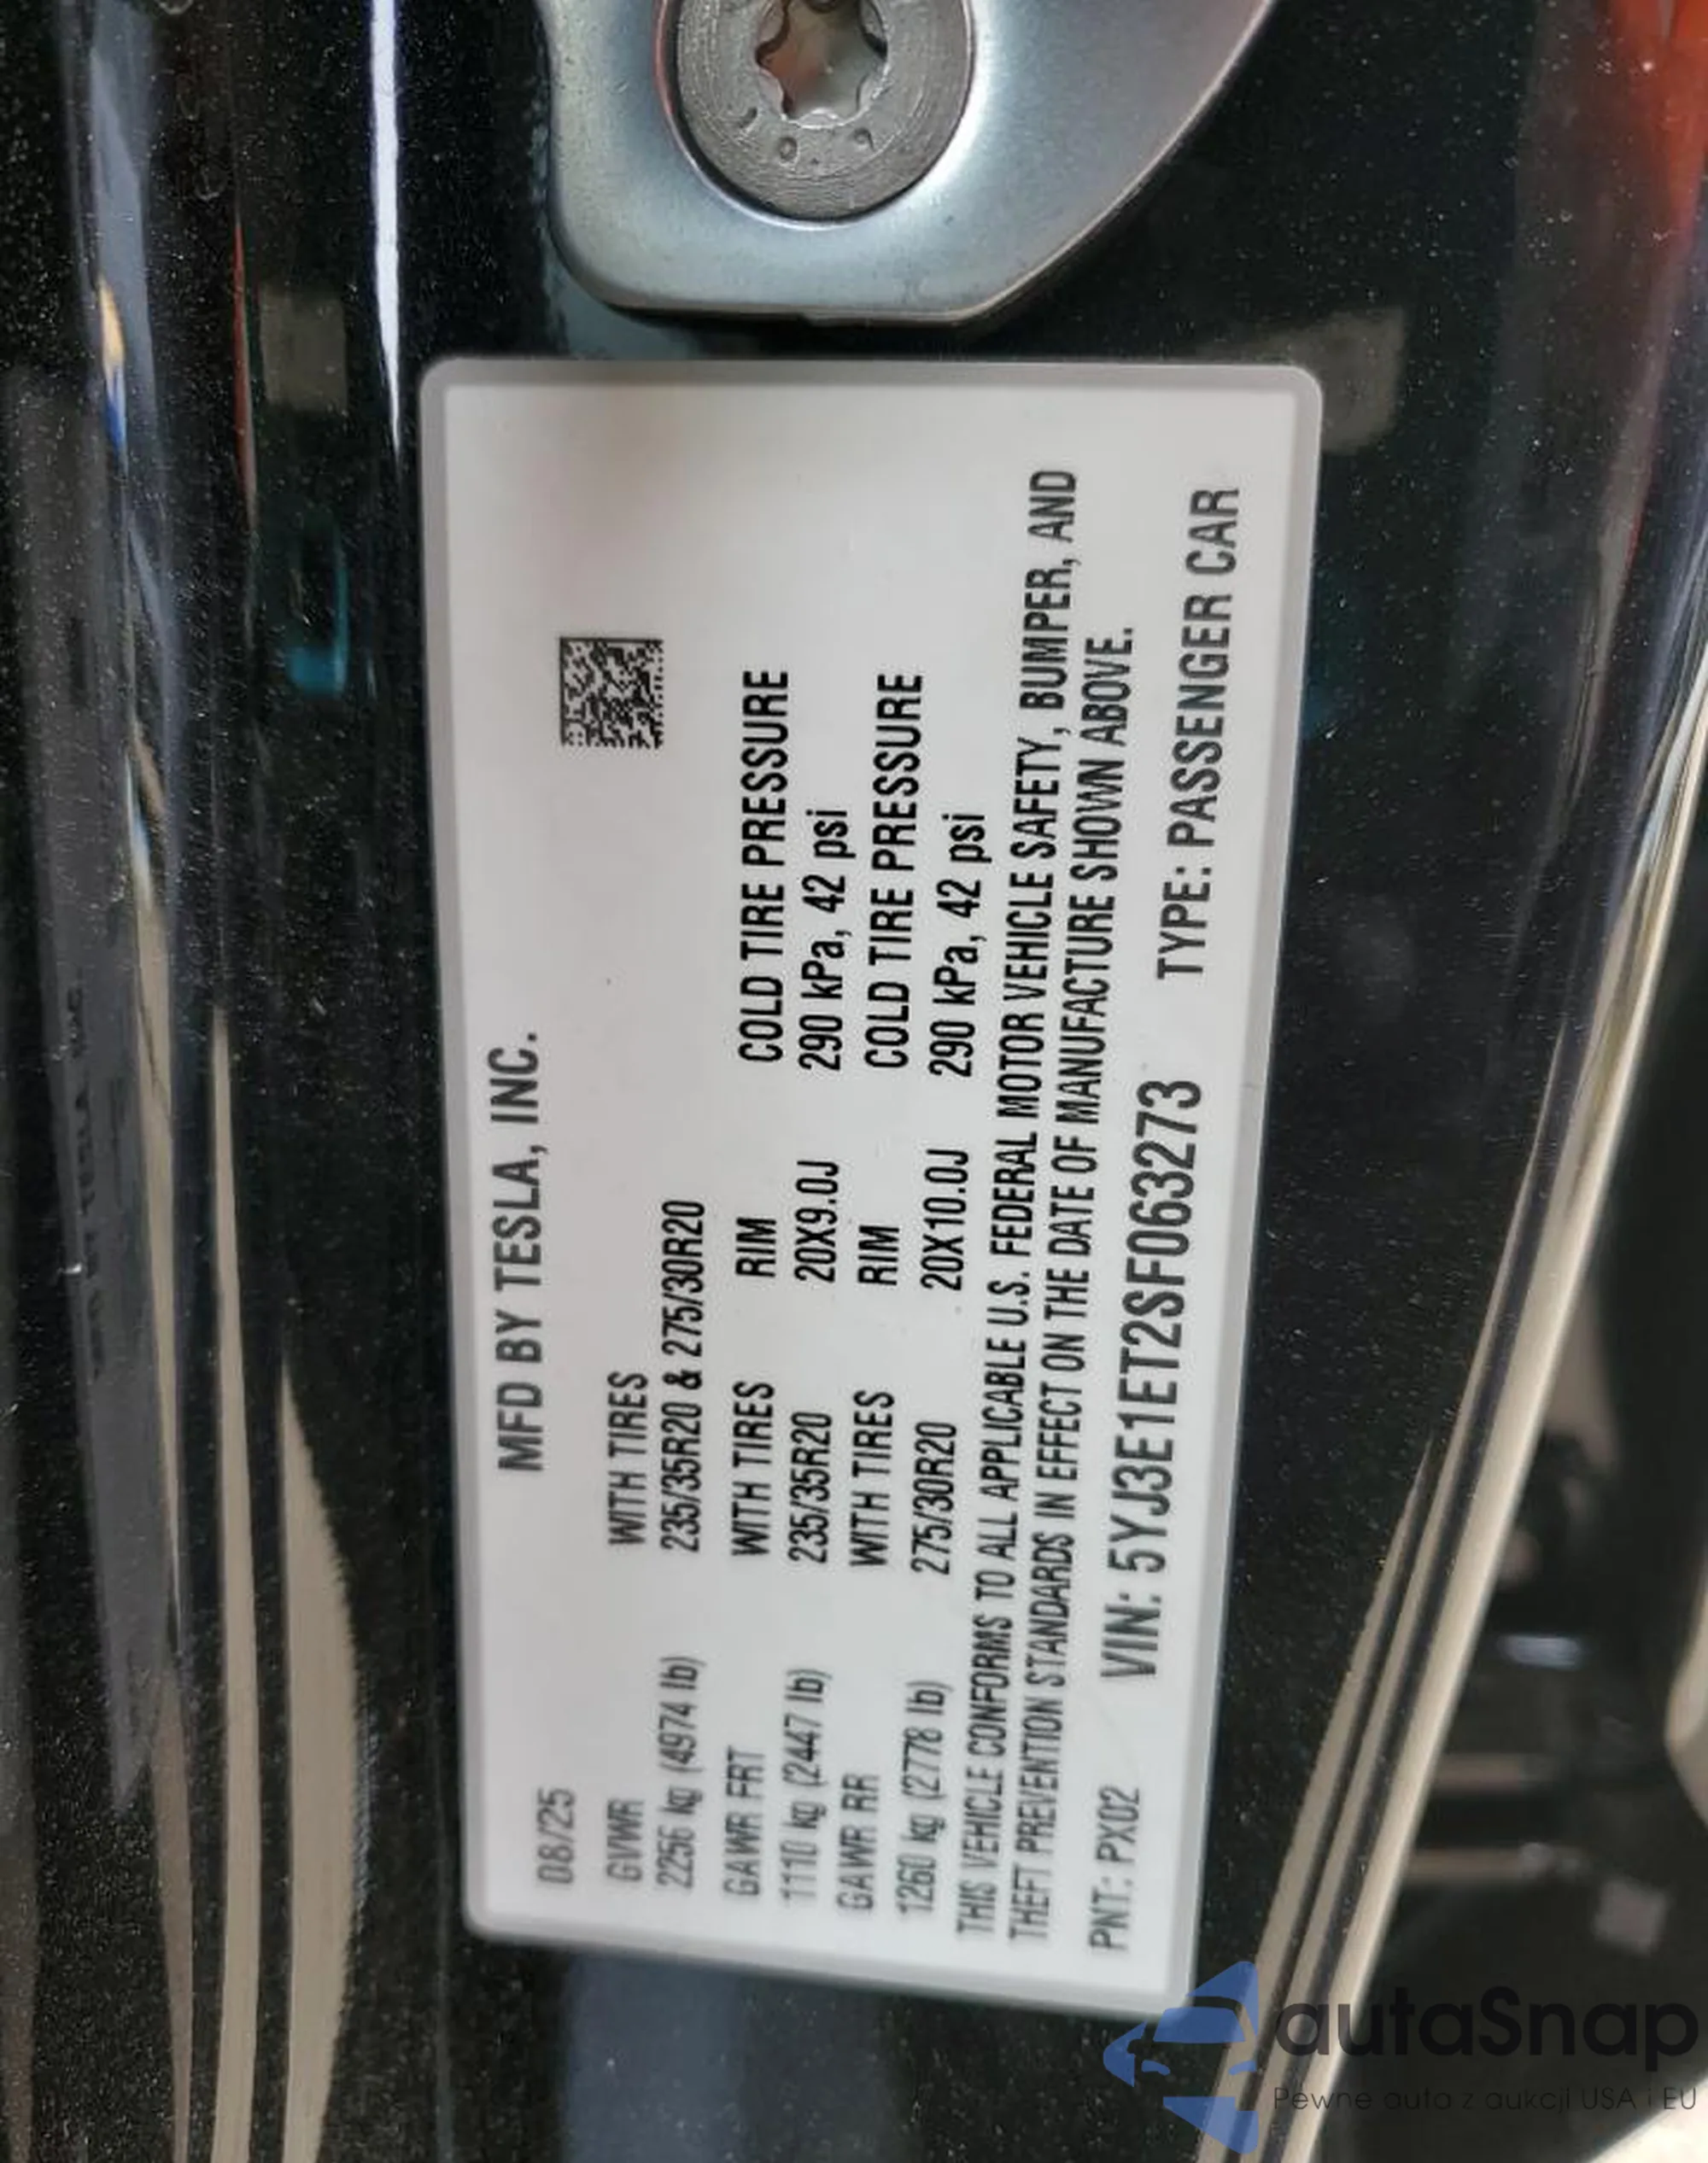 MFD BY TESLA, INC.
08/25
GVWR WITH TIRES
2256 kg (4974 lb) 235/35R20 & 275/30R20
GAWR FRT WITH TIRES RIM COLD TIRE PRESSURE
1110 kg (2447 lb) 235/35R20 20X9.0J 290 kPa, 42 psi
GAWR RR WITH TIRES RIM COLD TIRE PRESSURE
1260 kg (2778 lb) 275/30R20 20X10.0J 290 kPa, 42 psi
THIS VEHICLE CONFORMS TO ALL APPLICABLE U.S. FEDERAL MOTOR VEHICLE SAFETY, BUMPER, AND
THEFT PREVENTION STANDARDS IN EFFECT ON THE DATE OF MANUFACTURE SHOWN ABOVE.
PNT: PX02 VIN: 5YJ3E1ET2SF063273 TYPE: PASSENGER CAR
autaSnap
Pewne auta z aukcji USA i EU